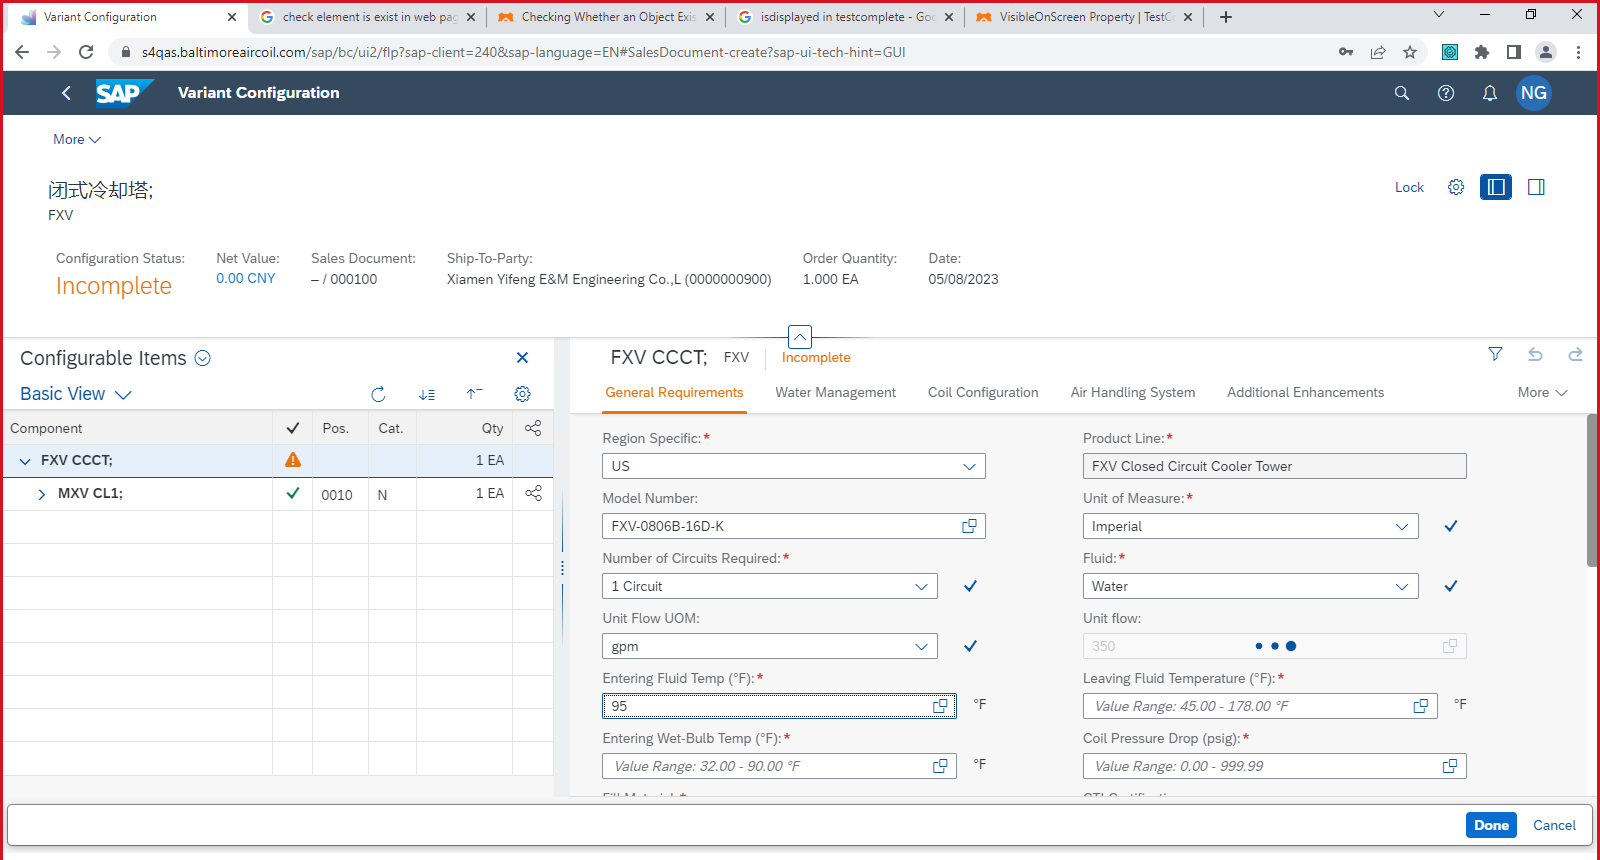 Variant Configuration
check element is exist in web pag
Checking Whether an Object Exis
isdisplayed in testcomplete - Goo
VisibleOnScreen Property | TestCo
s4qas.baltimoreaircoil.com/sap/bc/ui2/flp?sap-client=240&sap-language=EN#SalesDocument-create?sap-ui-tech-hint=GUI
SAP
Variant Configuration
NG
More
闭式冷却塔;
FXV
Lock
Configuration Status:
Incomplete
Net Value:
0.00 CNY
Sales Document:
– / 000100
Ship-To-Party:
Xiamen Yifeng E&M Engineering Co.,L (0000000900)
Order Quantity:
1.000 EA
Date:
05/08/2023
Configurable Items
Basic View
Component
Pos.
Cat.
Qty
FXV CCCT;
1 EA
MXV CL1;
0010
N
1 EA
FXV CCCT;
FXV
Incomplete
General Requirements
Water Management
Coil Configuration
Air Handling System
Additional Enhancements
More
Region Specific:*
US
Product Line:*
FXV Closed Circuit Cooler Tower
Model Number:
FXV-0806B-16D-K
Unit of Measure:*
Imperial
Number of Circuits Required:*
1 Circuit
Fluid:*
Water
Unit Flow UOM:
gpm
Unit flow:
350
Entering Fluid Temp (°F):*
95
°F
Leaving Fluid Temperature (°F):*
Value Range: 45.00 - 178.00 °F
°F
Entering Wet-Bulb Temp (°F):*
Value Range: 32.00 - 90.00 °F
°F
Coil Pressure Drop (psig):*
Value Range: 0.00 - 999.99
Done
Cancel